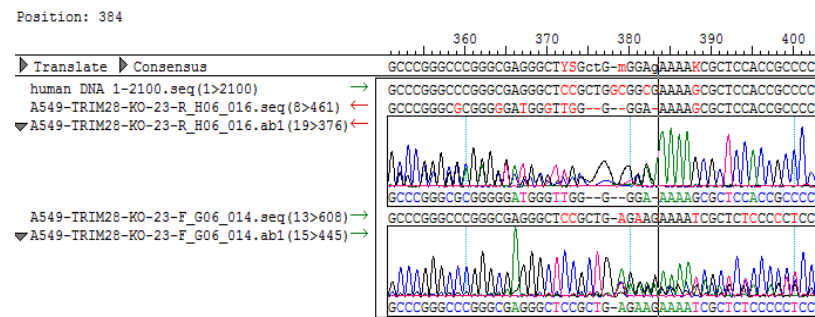 Position: 384
360 370 380 390 400
Translate Consensus GCCCGGGCCCGGGCGAGGGCTYSGctG-mGGAgAAAAKCGCTCCACCGCCCC
human DNA 1-2100.seq(1>2100) → GCCCGGGCCCGGGCGAGGGCTCCGCTGGCGGCGAAAAGCGCTCCACCGCCCC
A549-TRIM28-KO-23-R_H06_016.seq(8>461) ← GCCCGGGCGCGGGGGATGGGTTGG--G--GGA-AAAAGCGCTCCACCGCCCC
A549-TRIM28-KO-23-R_H06_016.ab1(19>376) ←
GCCCGGGCGCGGGGGATGGGTTGG--G--GGA-AAAAGCGCTCCACCGCCCC
A549-TRIM28-KO-23-F_G06_014.seq(13>608) → GCCCGGGCCCGGGCGAGGGCTCCGCTG-AGAAGAAAATCGCTCTCCCCCTCC
A549-TRIM28-KO-23-F_G06_014.ab1(15>445) →
GCCCGGGCCCGGGCGAGGGCTCCGCTG-AGAAGAAAATCGCTCTCCCCCTCC